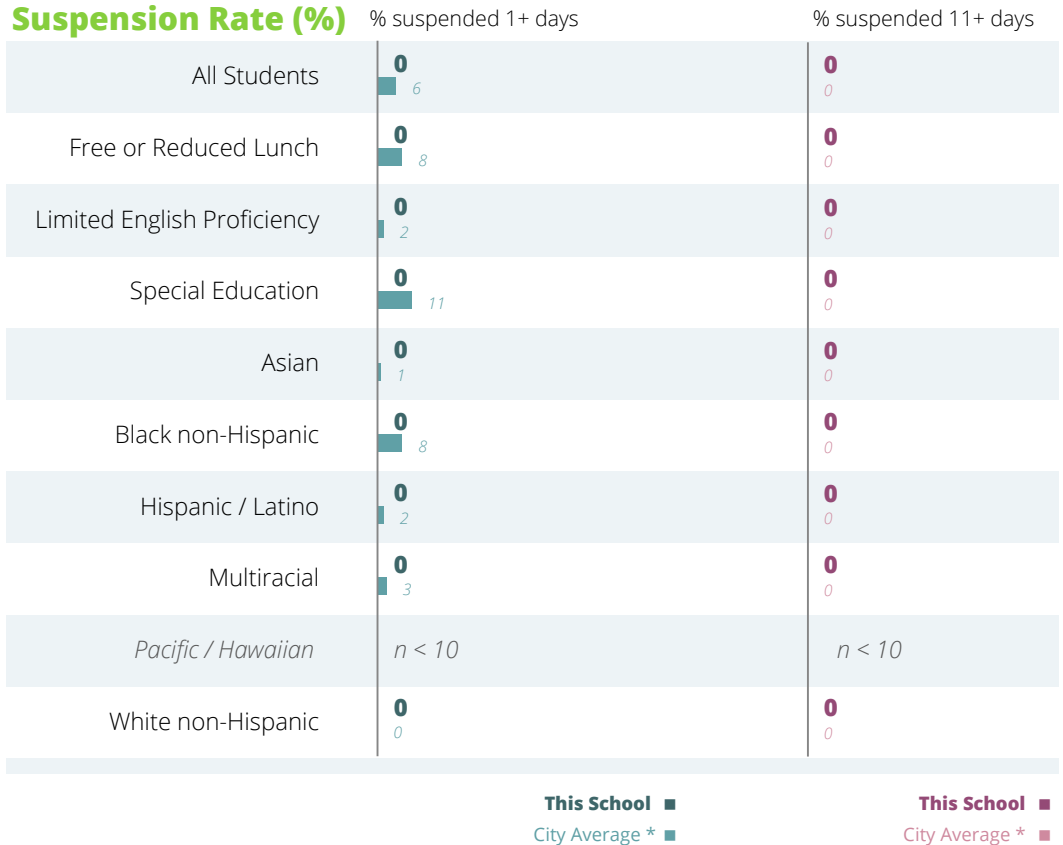 Suspension Rate (%) % suspended 1+ days % suspended 11+ days
All Students 0 0
6 0
Free or Reduced Lunch 0 0
8 0
Limited English Proficiency 0 0
2 0
Special Education 0 0
11 0
Asian 0 0
1 0
Black non-Hispanic 0 0
8 0
Hispanic / Latino 0 0
2 0
Multiracial 0 0
3 0
Pacific / Hawaiian n < 10 n < 10
White non-Hispanic 0 0
0 0
This School This School
City Average * City Average *